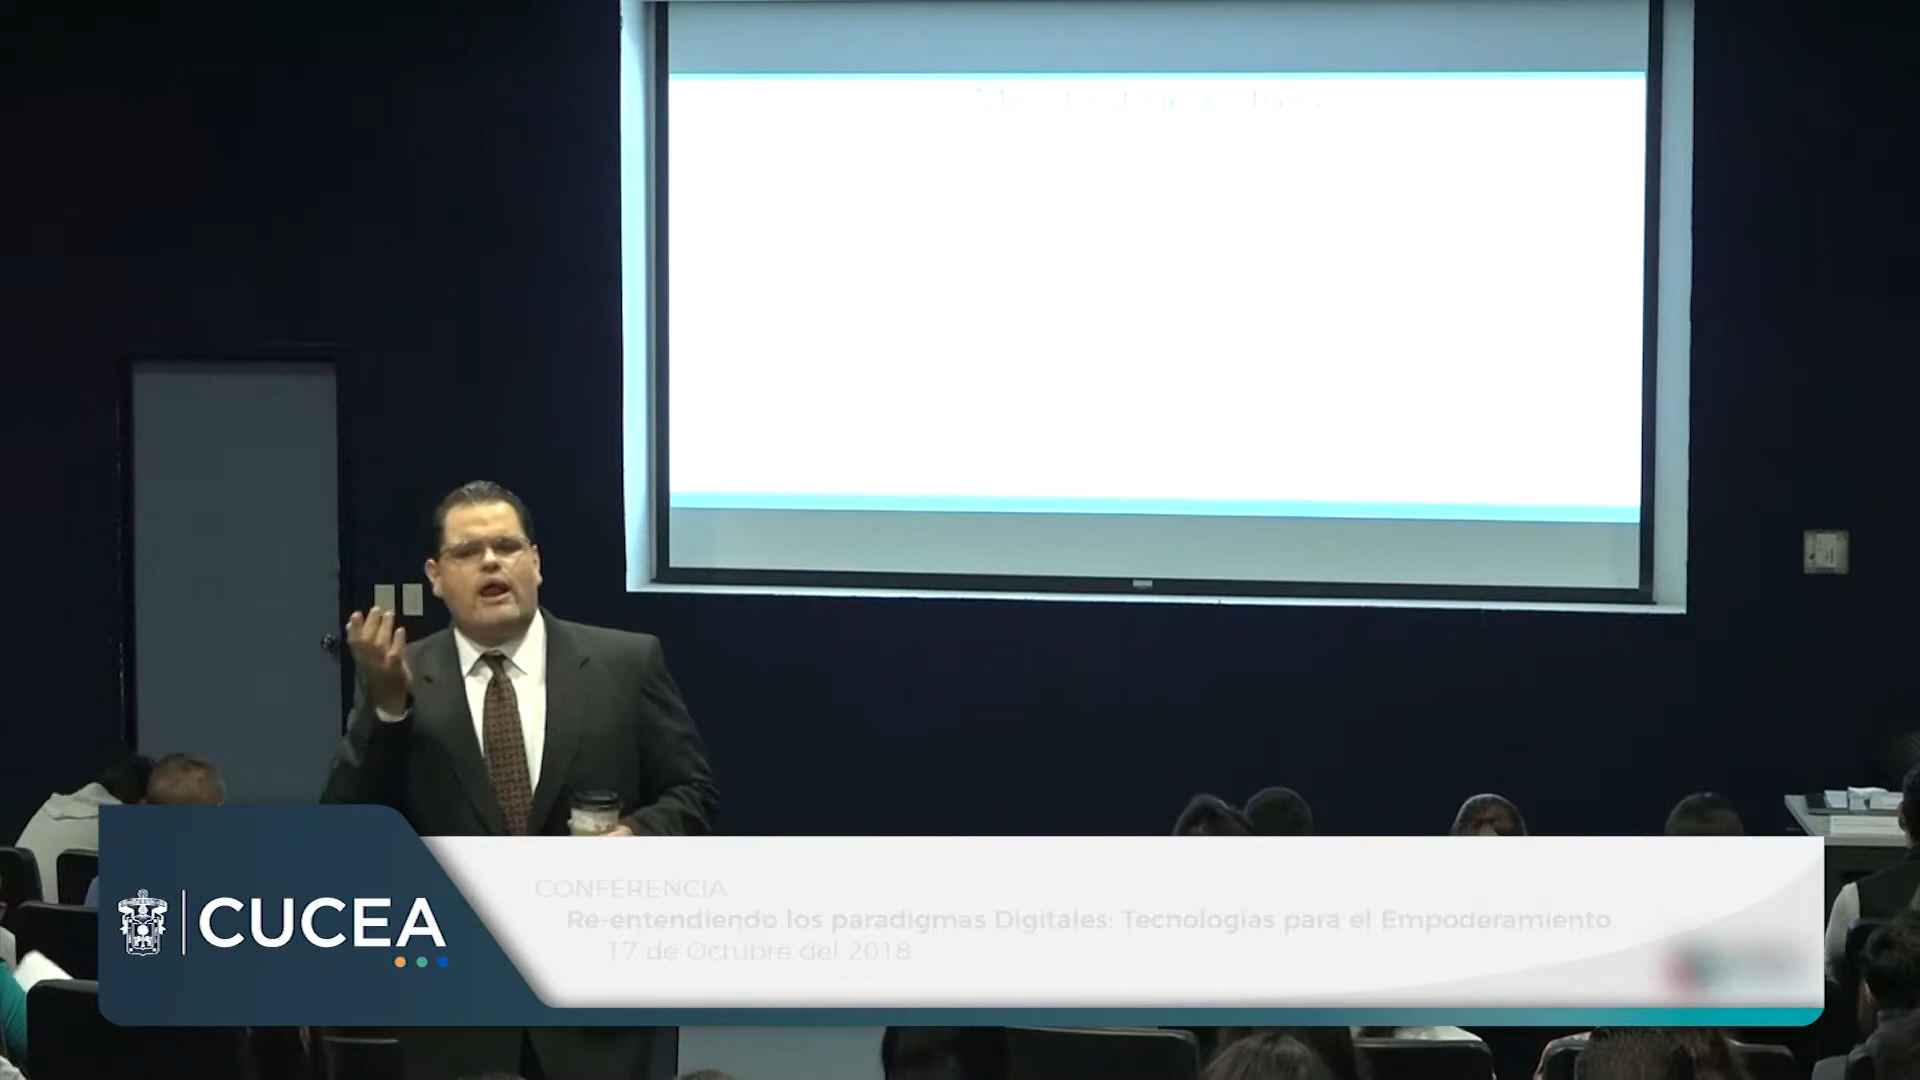 CUCEA
CONFERENCIA
Re-entendiendo los paradigmas Digitales: Tecnologías para el Empoderamiento.
17 de Octubre del 2018